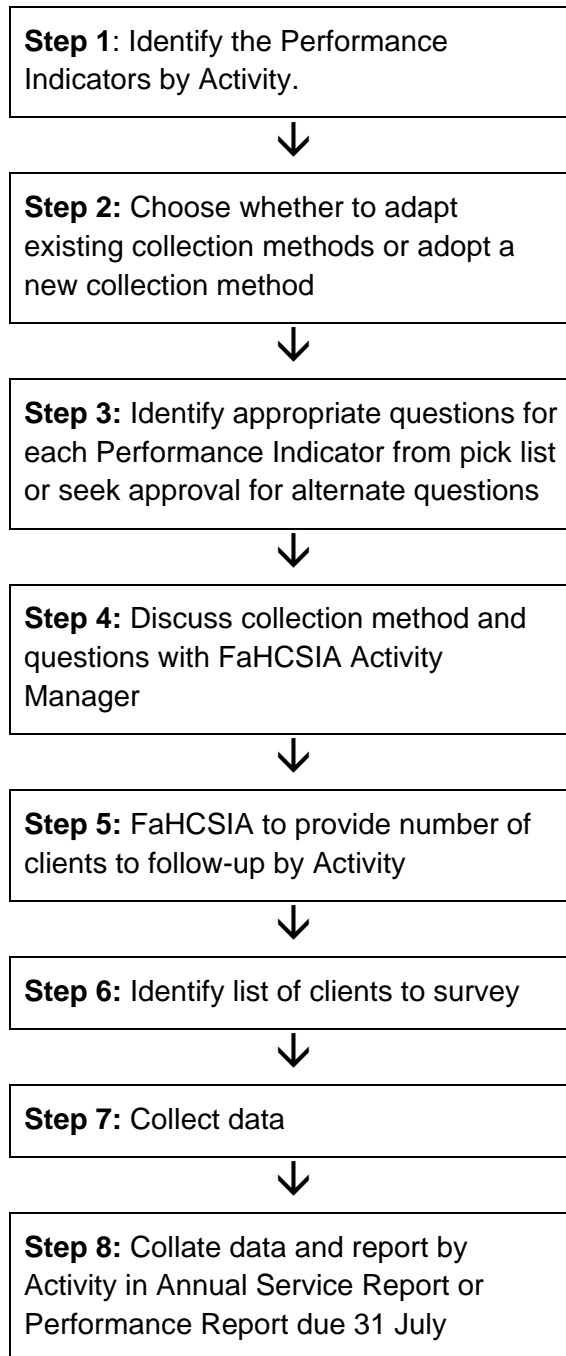 Step 1: Identify the Performance
Indicators by Activity.
Step 2: Choose whether to adapt
existing collection methods or adopt a
new collection method
Step 3: Identify appropriate questions for
each Performance Indicator from pick list
or seek approval for alternate questions
Step 4: Discuss collection method and
questions with FaHCSIA Activity
Manager
Step 5: FaHCSIA to provide number of
clients to follow-up by Activity
Step 6: Identify list of clients to survey
Step 7: Collect data
Step 8: Collate data and report by
Activity in Annual Service Report or
Performance Report due 31 July